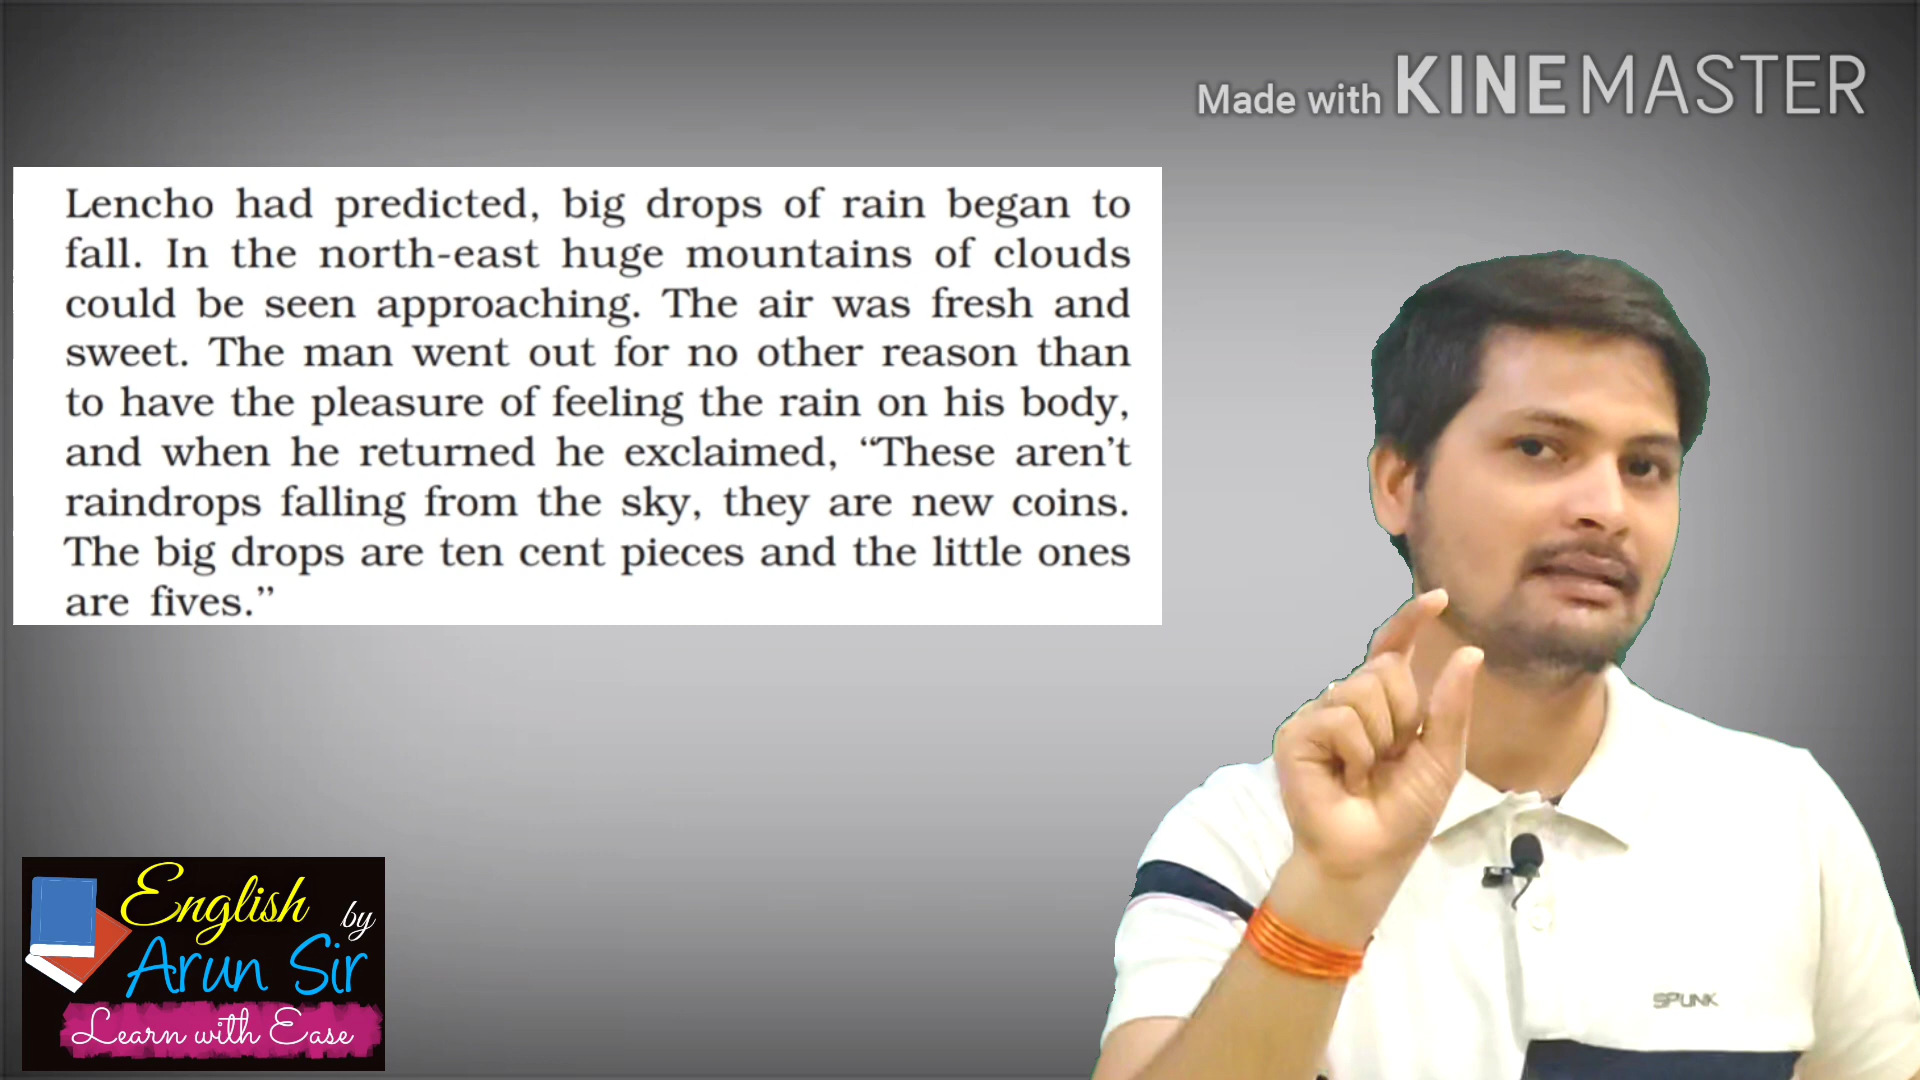 Made with KINEMASTER
Lencho had predicted, big drops of rain began to
fall. In the north-east huge mountains of clouds
could be seen approaching. The air was fresh and
sweet. The man went out for no other reason than
to have the pleasure of feeling the rain on his body,
and when he returned he exclaimed, “These aren’t
raindrops falling from the sky, they are new coins.
The big drops are ten cent pieces and the little ones
are fives.”
English by
Arun Sir
Learn with Ease
SPUNK